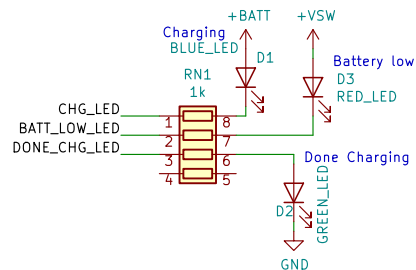 +BATT
+VSW
Charging
BLUE_LED
D1
Battery low
D3
RED_LED
RN1
1k
CHG_LED
1
8
BATT_LOW_LED
2
7
DONE_CHG_LED
3
6
4
5
Done Charging
D2
GREEN_LED
GND